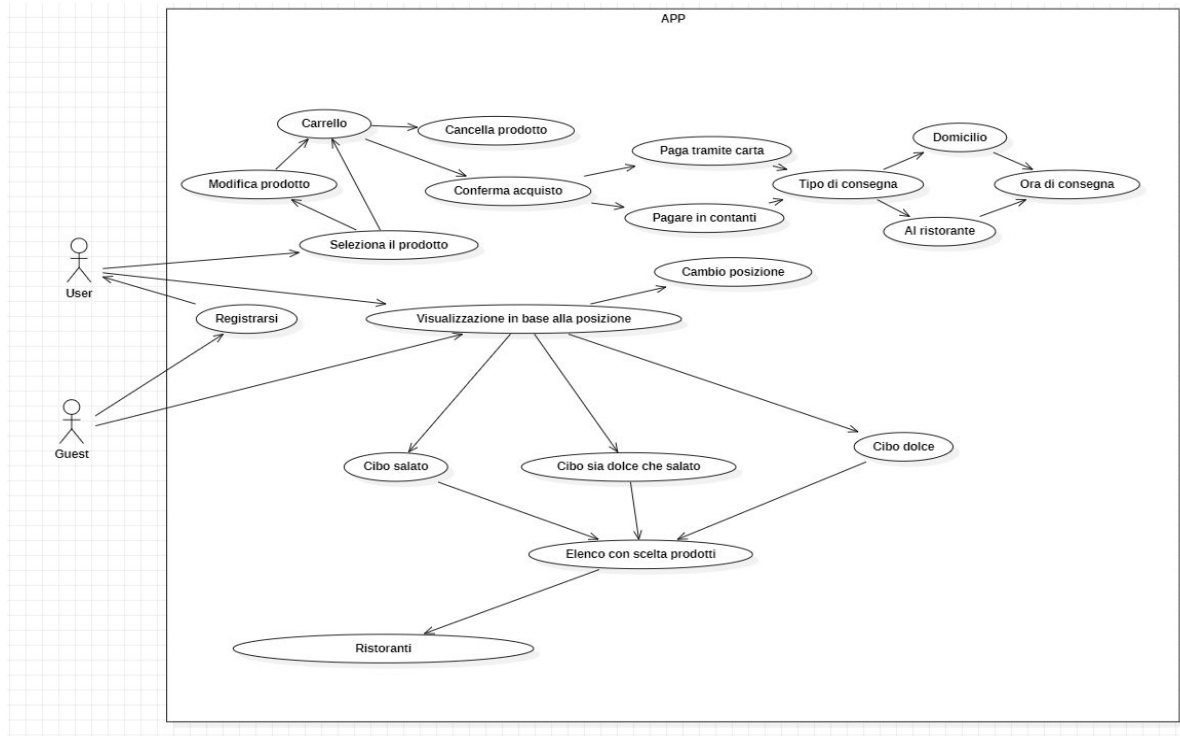 APP
Carrello
Cancella prodotto
Domicilio
Paga tramite carta
Modifica prodotto
Conferma acquisto
Tipo di consegna
Ora di consegna
Pagare in contanti
Al ristorante
Seleziona il prodotto
Cambio posizione
User
Registrarsi
Visualizzazione in base alla posizione
Guest
Cibo salato
Cibo sia dolce che salato
Cibo dolce
Elenco con scelta prodotti
Ristoranti